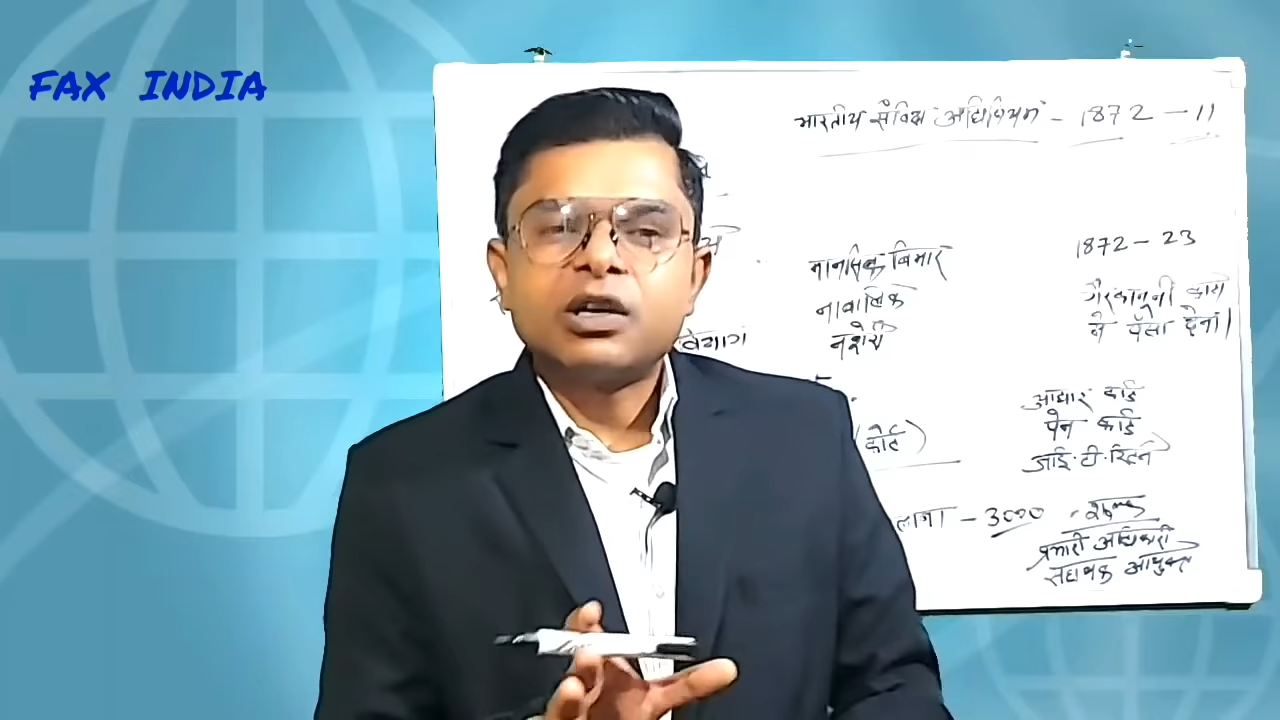 FAX INDIA
भारतीय संविदा अधिनियम - 1872 - 11
1872 - 23
मानसिक बिमार
नावालिक
नशेरी
गैरकानूनी कार्य
मे पैसा देना।
(कोर्ट)
आधार कार्ड
पेन कार्ड
आई.टी.रिटर्न
- 3000
शुल्क
प्रभारी अधिकारी
सहायक आयुक्त